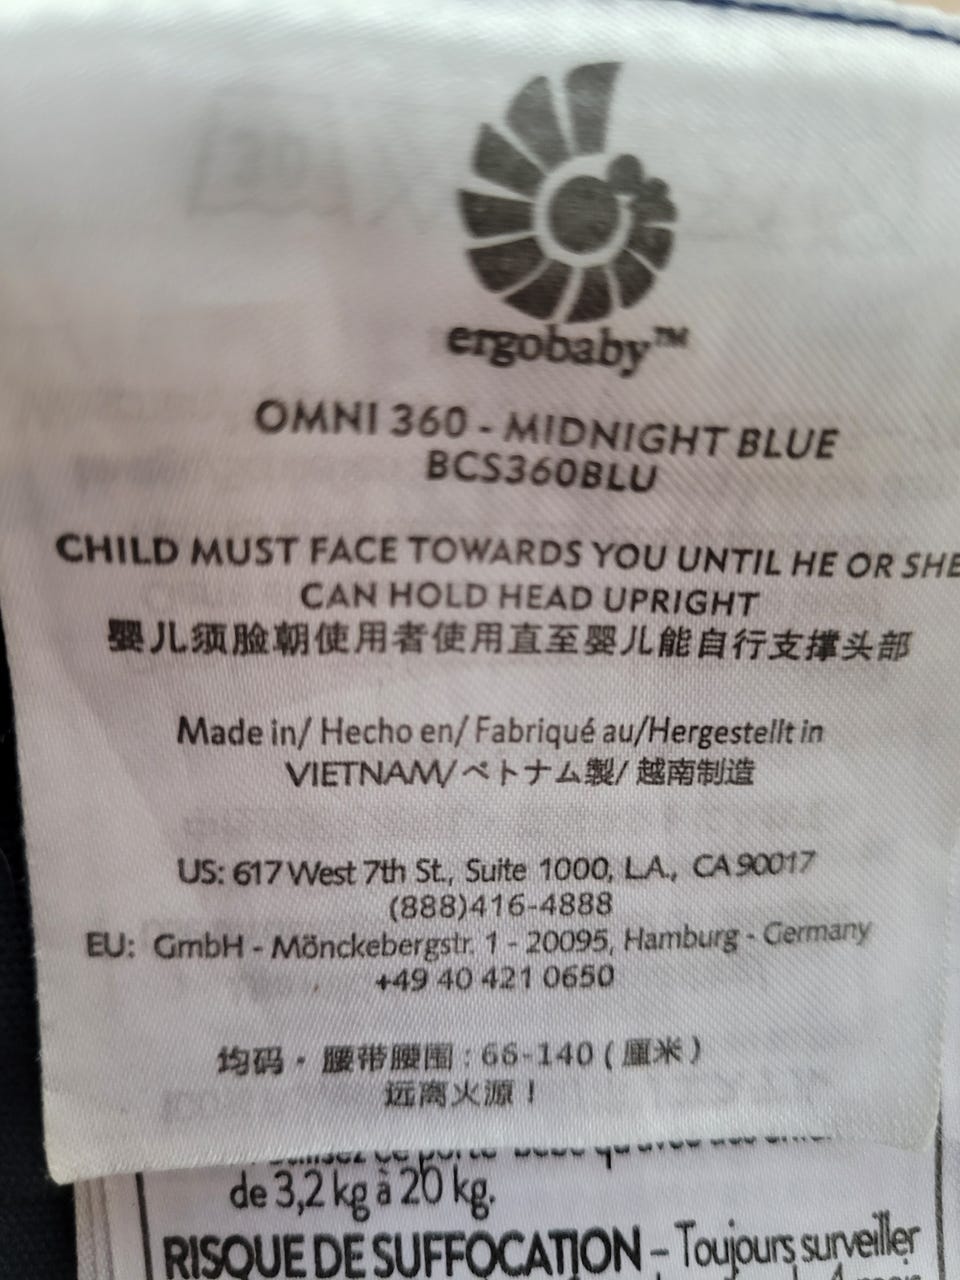 ergobaby™
OMNI 360 - MIDNIGHT BLUE
BCS360BLU
CHILD MUST FACE TOWARDS YOU UNTIL HE OR SHE
CAN HOLD HEAD UPRIGHT
婴儿须脸朝使用者使用直至婴儿能自行支撑头部
Made in/ Hecho en/ Fabriqué au/Hergestellt in
VIETNAM/ ベトナム製/ 越南制造
US: 617 West 7th St., Suite 1000, LA., CA 90017
(888)416-4888
EU: GmbH - Mönckebergstr. 1 - 20095, Hamburg - Germany
+49 40 421 0650
均码・腰带腰围 : 66-140 ( 厘米 )
远离火源！
de 3,2 kg à 20 kg.
RISQUE DE SUFFOCATION – Toujours surveiller